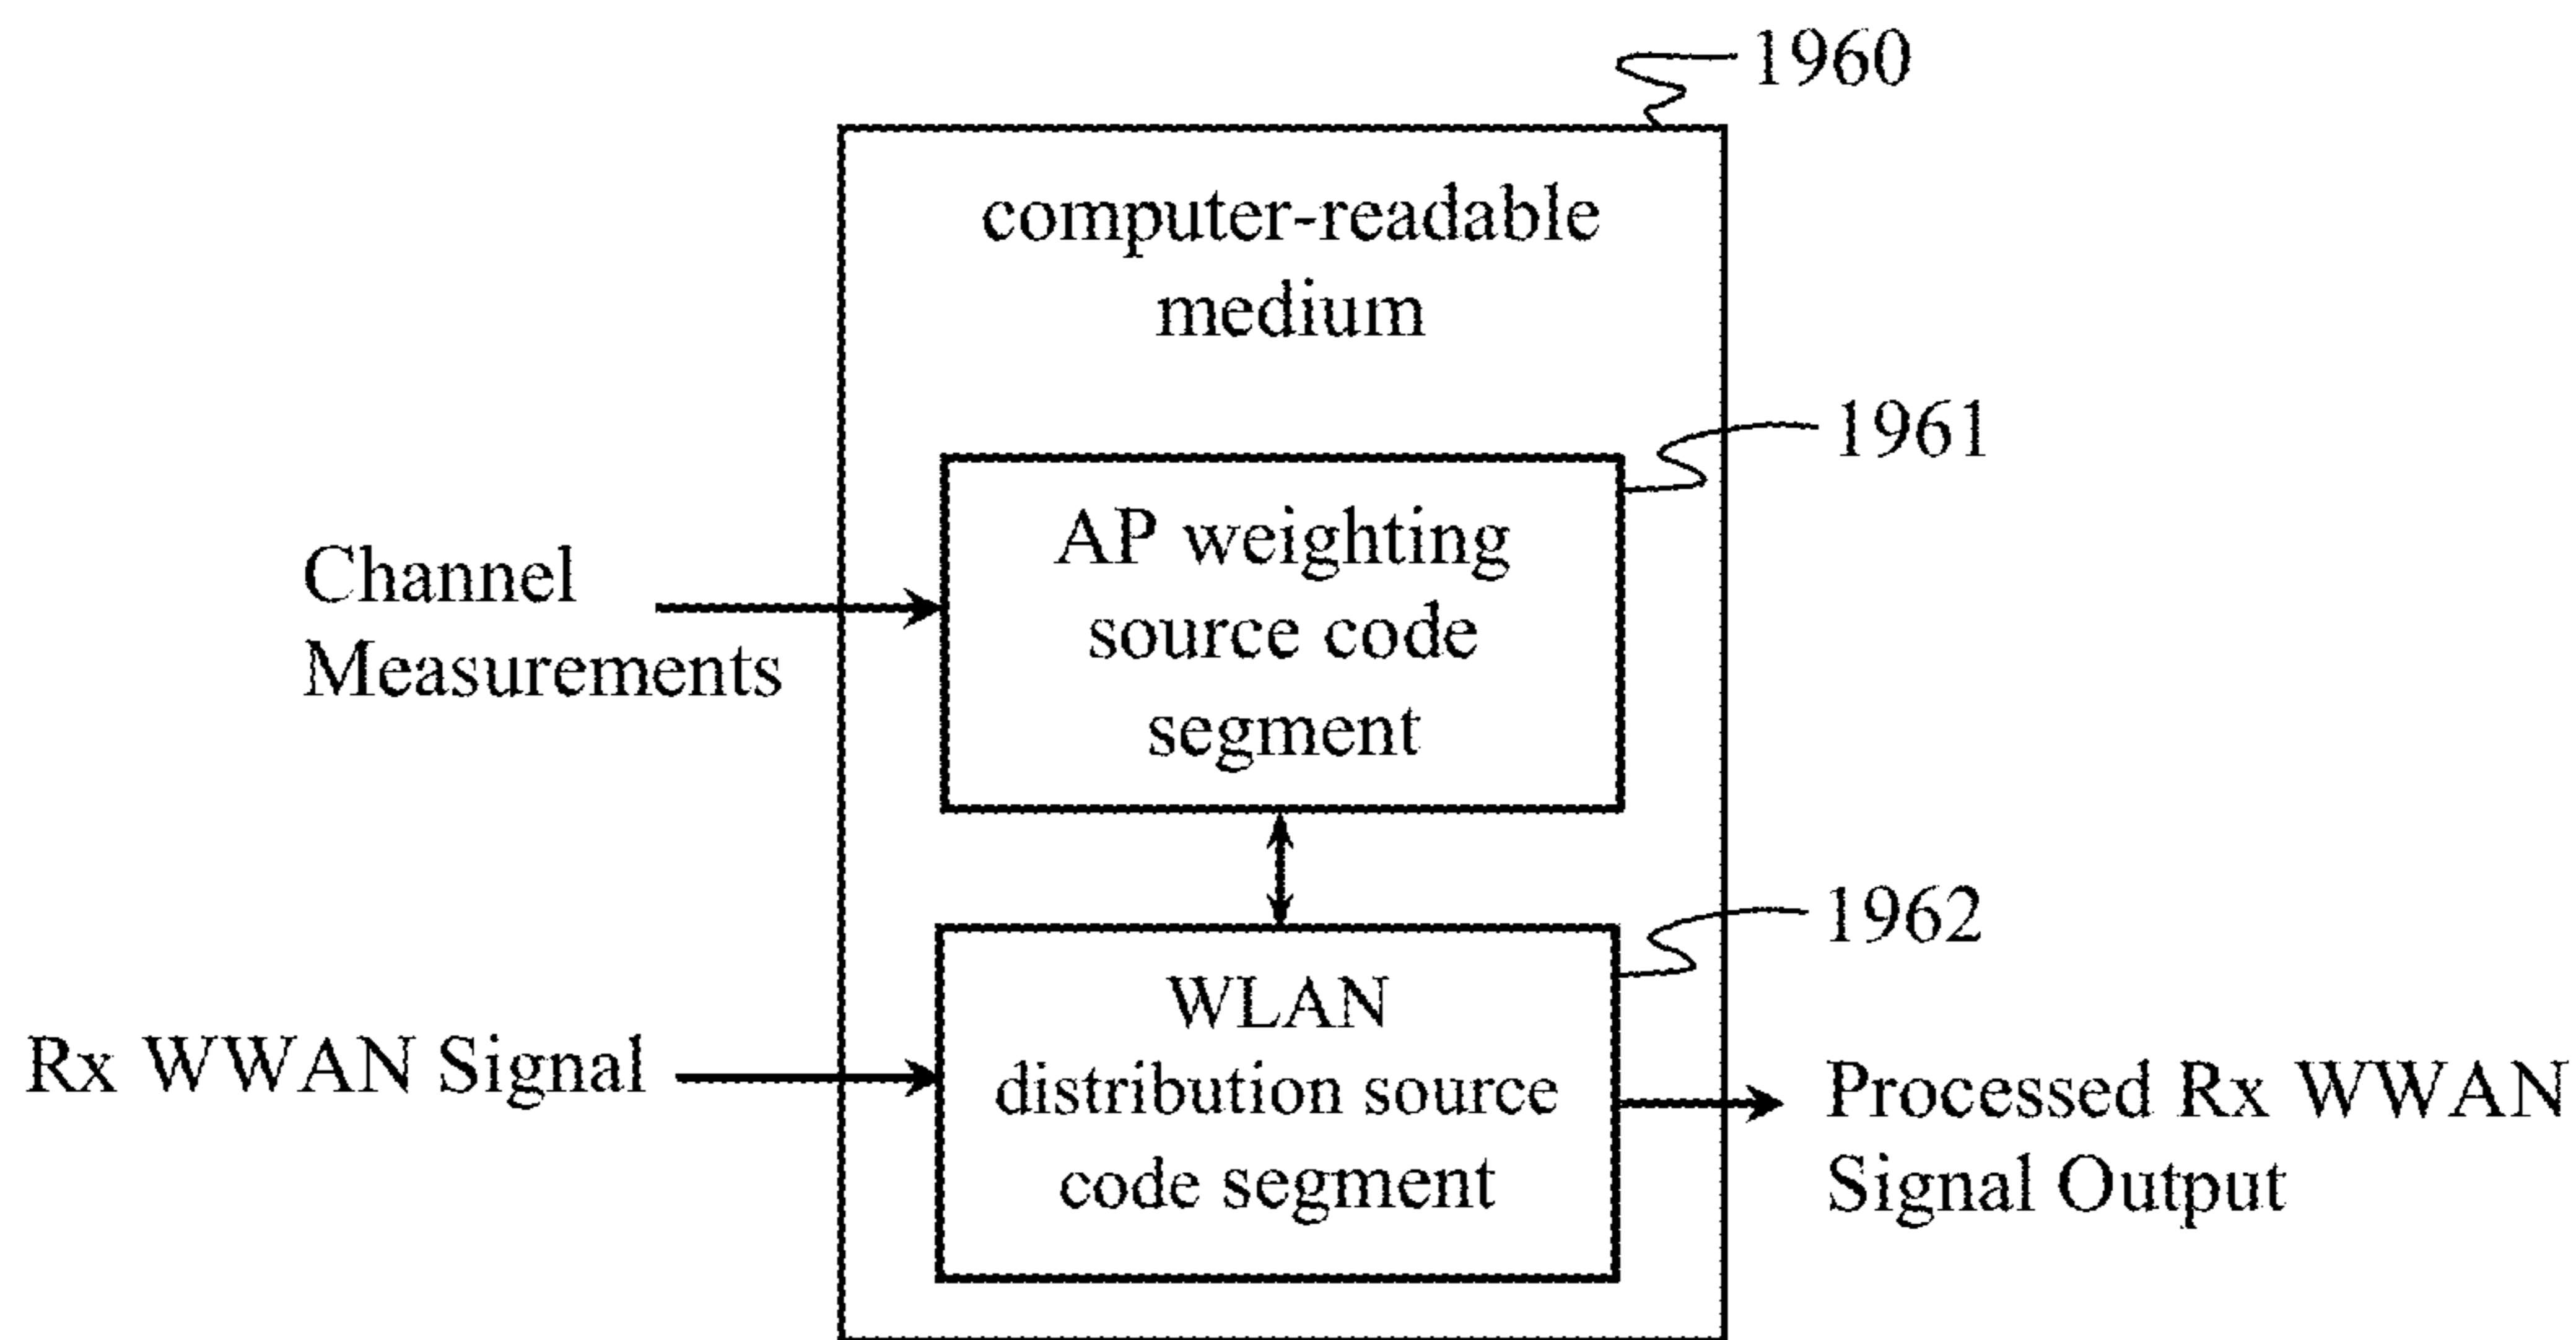 1960
computer-readable
medium
1961
AP weighting
source code
segment
Channel
Measurements
1962
WLAN
distribution source
code segment
Rx WWAN Signal
Processed Rx WWAN
Signal Output